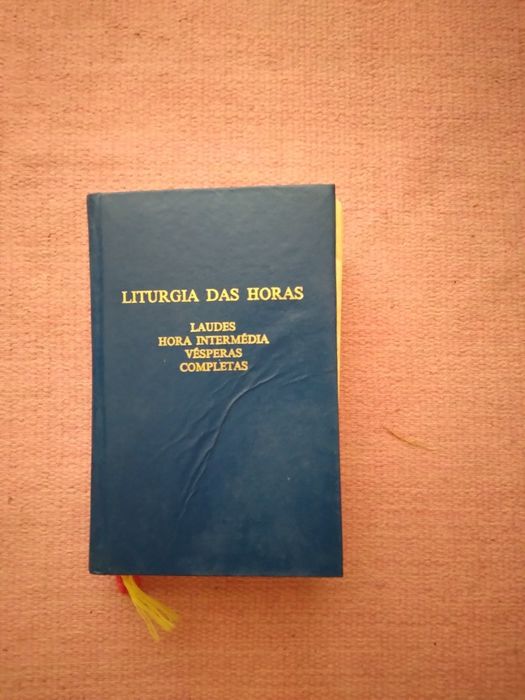 LITURGIA DAS HORAS
LAUDES
HORA INTERMÉDIA
VÉSPERAS
COMPLETAS